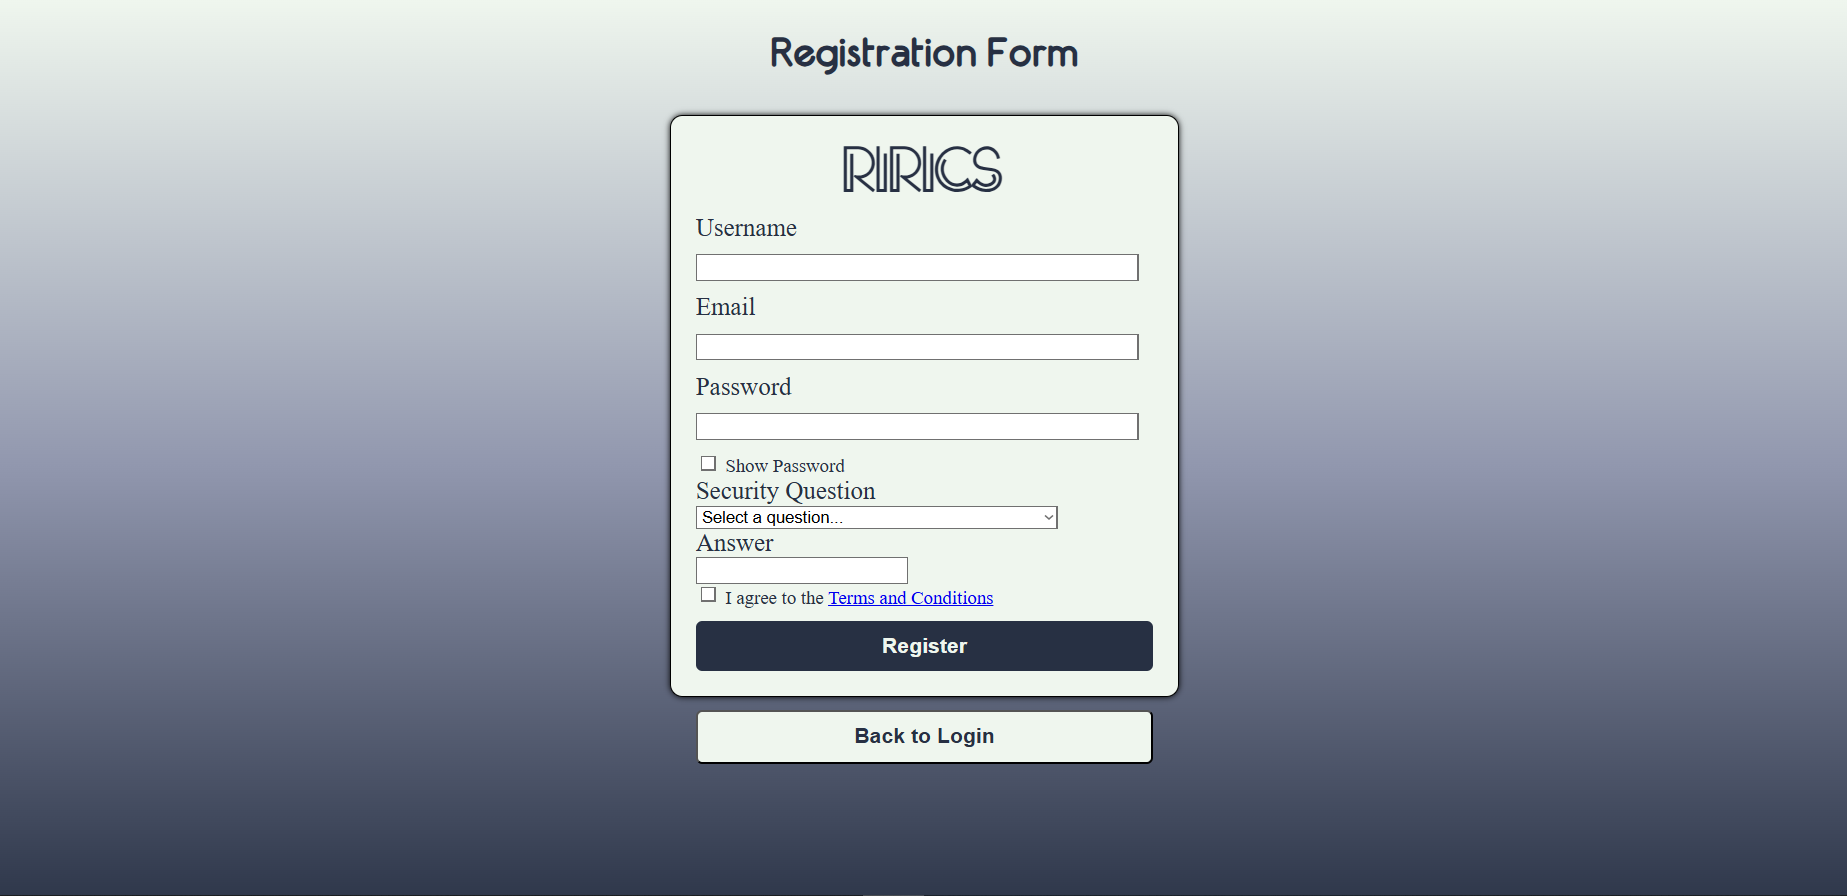 Registration Form
RIRICS
Username
Email
Password
Show Password
Security Question
Select a question...
Answer
I agree to the Terms and Conditions
Register
Back to Login